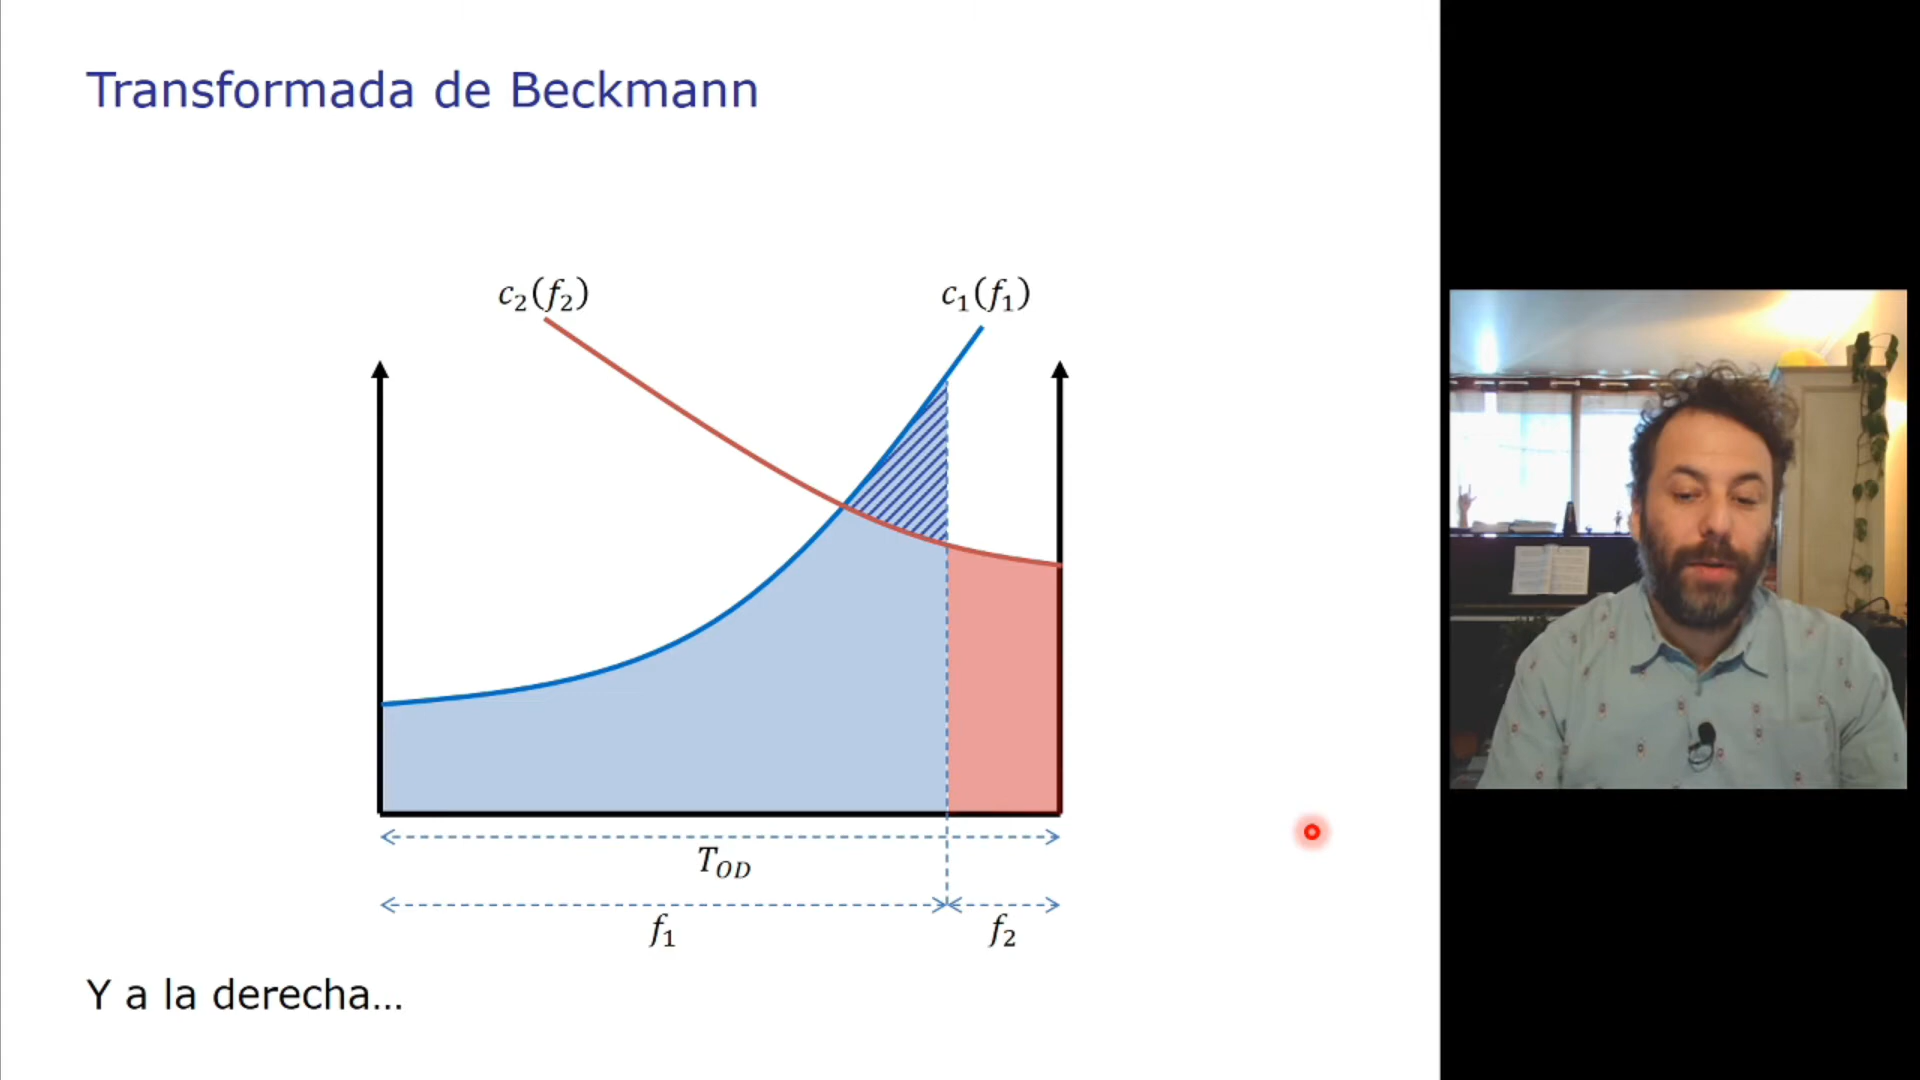 Transformada de Beckmann
c₂(f₂)
c₁(f₁)
T_OD
f₁
f₂
Y a la derecha...